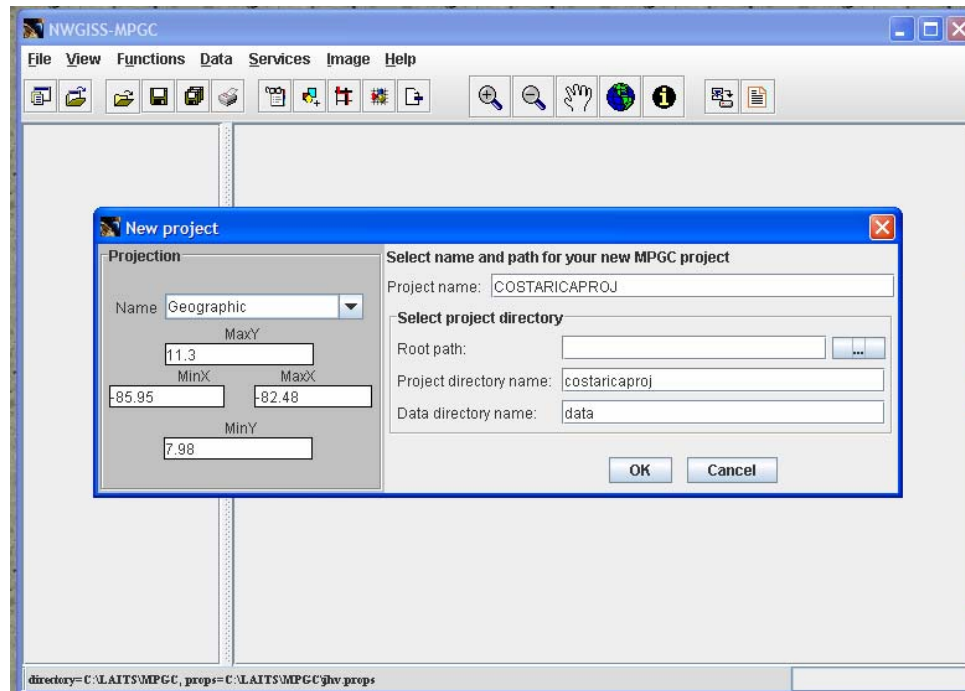 NWGISS-MPGC
File View Functions Data Services Image Help
New project
Projection
Name Geographic
MaxY
11.3
MinX MaxX
-85.95 -82.48
MinY
7.98
Select name and path for your new MPGC project
Project name: COSTARICAPROJ
Select project directory
Root path: ...
Project directory name: costaricaproj
Data directory name: data
OK Cancel
directory=C:\LAITS\MPGC, props=C:\LAITS\MPGC\jhv.props